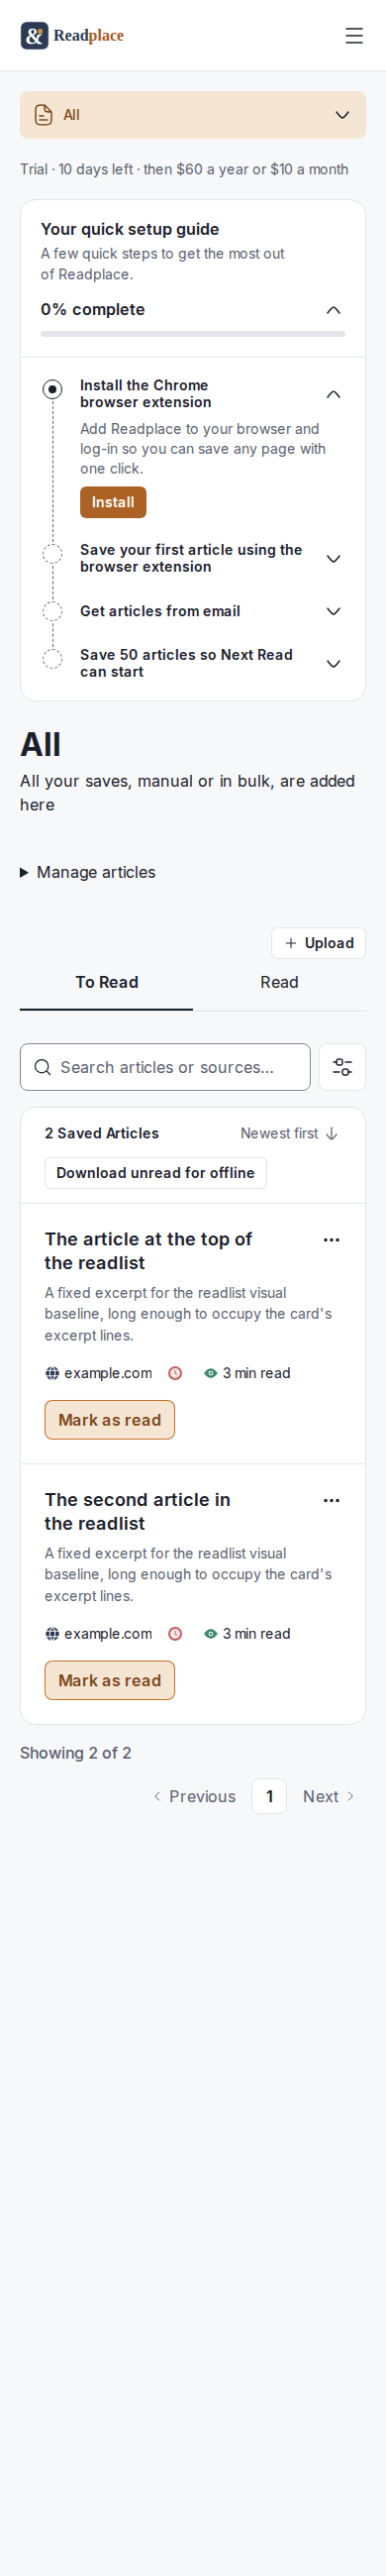 Readplace
All
Trial · 10 days left · then $60 a year or $10 a month
Your quick setup guide
A few quick steps to get the most out
of Readplace.
0% complete
Install the Chrome
browser extension
Add Readplace to your browser and
log-in so you can save any page with
one click.
Install
Save your first article using the
browser extension
Get articles from email
Save 50 articles so Next Read
can start
All
All your saves, manual or in bulk, are added
here
Manage articles
Upload
To Read
Read
Search articles or sources...
2 Saved Articles
Newest first
Download unread for offline
The article at the top of
the readlist
A fixed excerpt for the readlist visual
baseline, long enough to occupy the card's
excerpt lines.
example.com
3 min read
Mark as read
The second article in
the readlist
A fixed excerpt for the readlist visual
baseline, long enough to occupy the card's
excerpt lines.
example.com
3 min read
Mark as read
Showing 2 of 2
Previous
1
Next